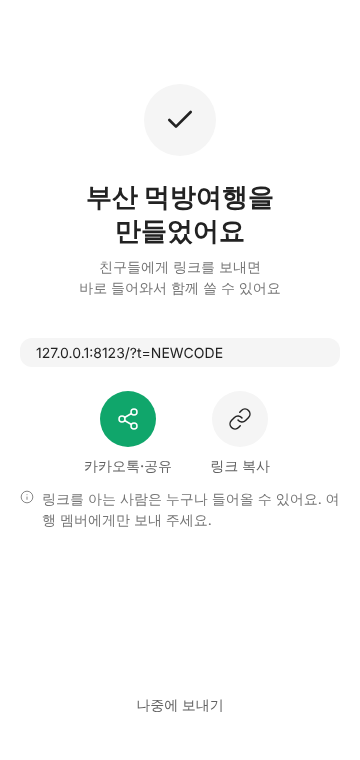 부산 먹방여행을
만들었어요
친구들에게 링크를 보내면
바로 들어와서 함께 쓸 수 있어요
127.0.0.1:8123/?t=NEWCODE
카카오톡·공유
링크 복사
링크를 아는 사람은 누구나 들어올 수 있어요. 여
행 멤버에게만 보내 주세요.
나중에 보내기